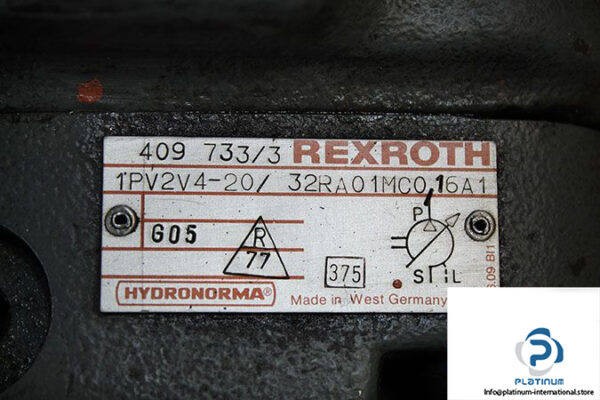 409 733/3 REXROTH
1PV2V4-20/ 32RA01MC0,16A1
G05
R
77
375
P
S L
HYDRONORMA®
Made in West Germany
PLATINUM
Info@platinum-international.store